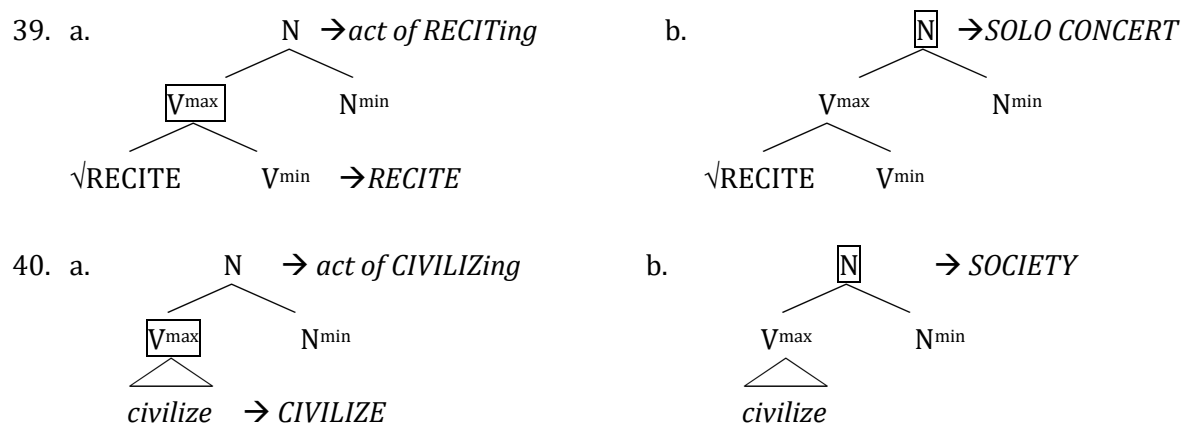 39. a. N → act of RECITing b. N → SOLO CONCERT
Vmax Nmin Vmax Nmin
√RECITE Vmin → RECITE √RECITE Vmin
40. a. N → act of CIVILIZing b. N → SOCIETY
Vmax Nmin Vmax Nmin
civilize → CIVILIZE civilize